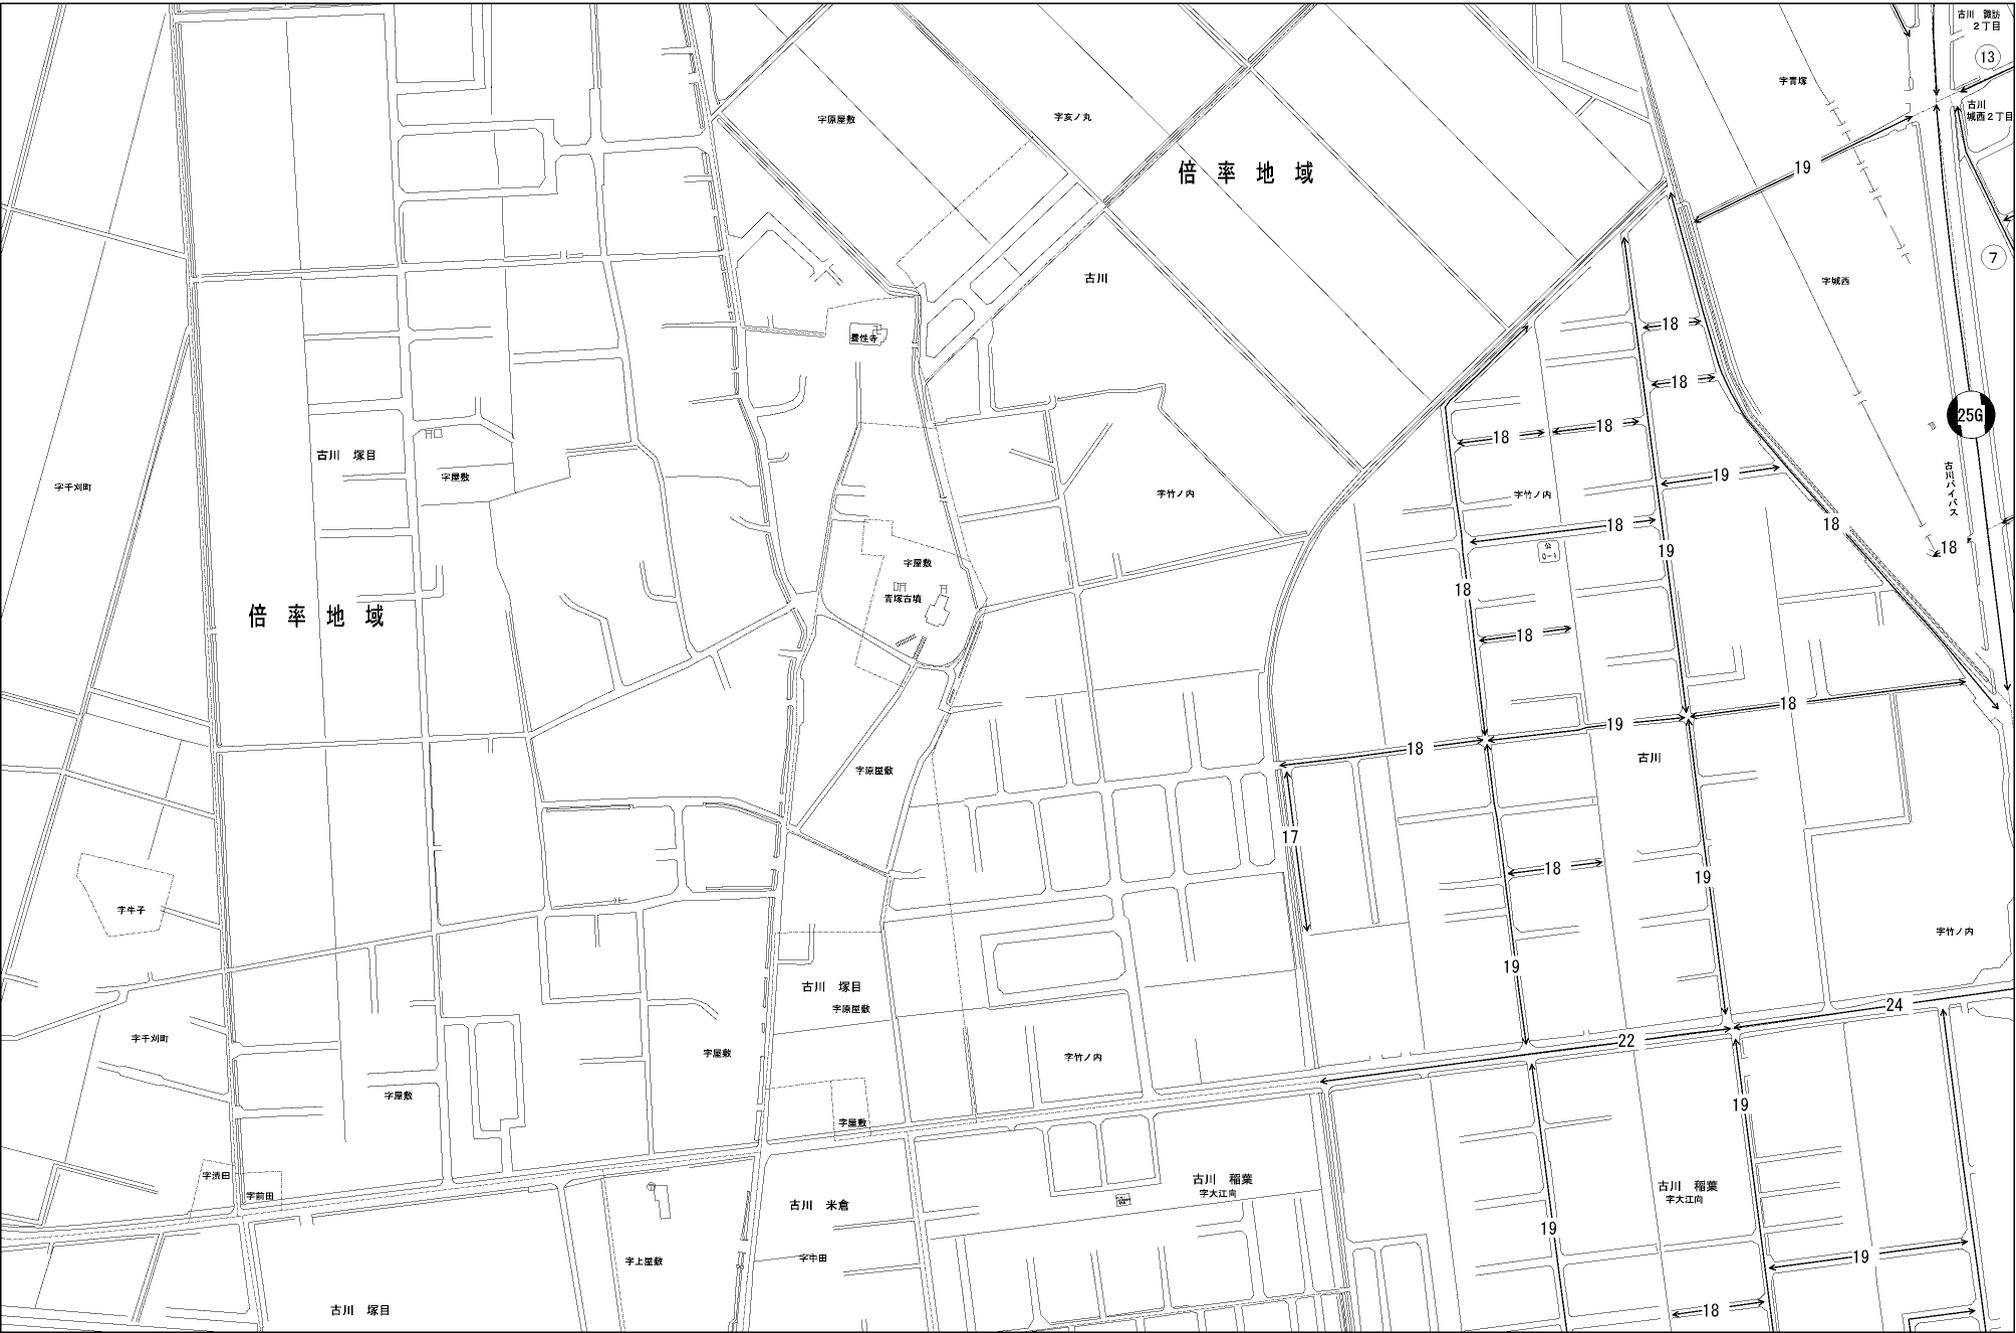 古川　諏訪
２丁目
13
字青塚
古川
城西２丁目
字原屋敷
字亥ノ丸
倍率地域
19
7
古川
字城西
18
霊性寺
18
25G
18
18
古川　塚目
字屋敷
字千刈町
字竹ノ内
字竹ノ内
19
古川バイパス
18
18
18
19
公
0-1
字屋敷
青塚古墳
18
倍率地域
18
18
19
18
古川
字原屋敷
17
18
19
字牛子
字竹ノ内
19
古川　塚目
字原屋敷
24
字千刈町
22
字屋敷
字竹ノ内
字屋敷
19
字屋敷
字渋田
字前田
古川　稲葉
字大江向
古川　稲葉
字大江向
古川　米倉
19
字中田
字上屋敷
19
古川　塚目
18